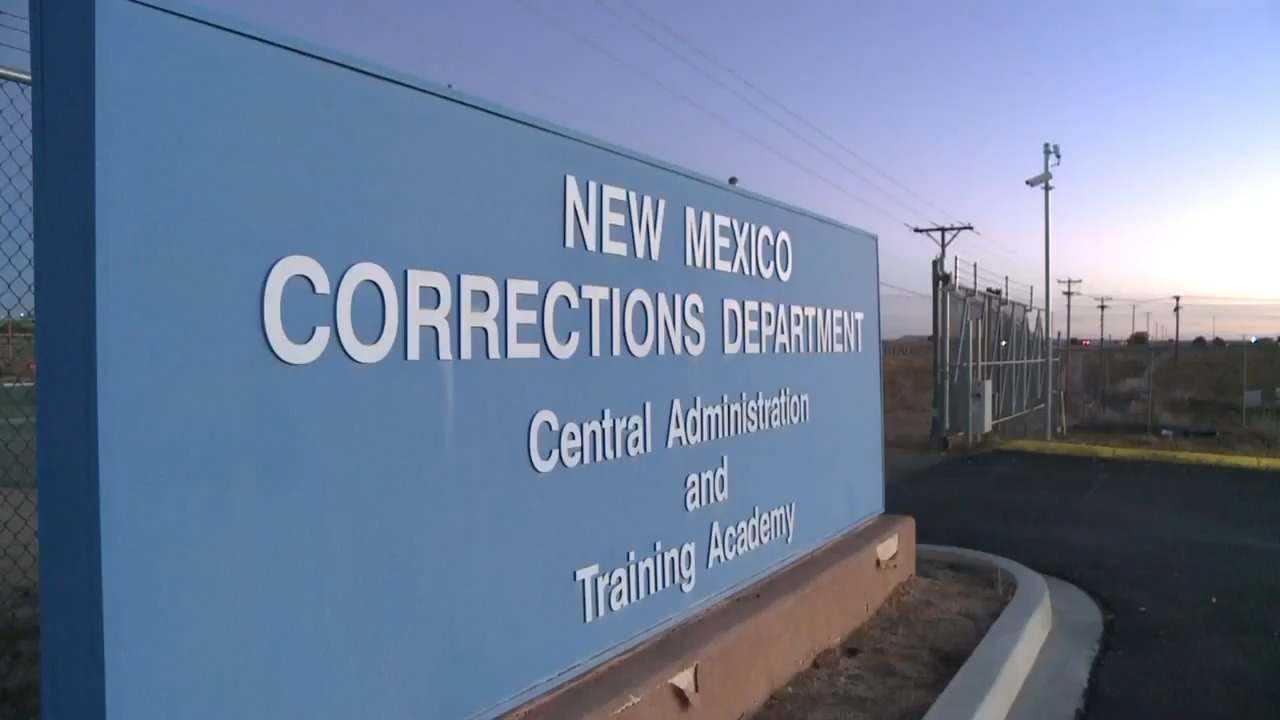 NEW MEXICO
CORRECTIONS DEPARTMENT
Central Administration
and
Training Academy